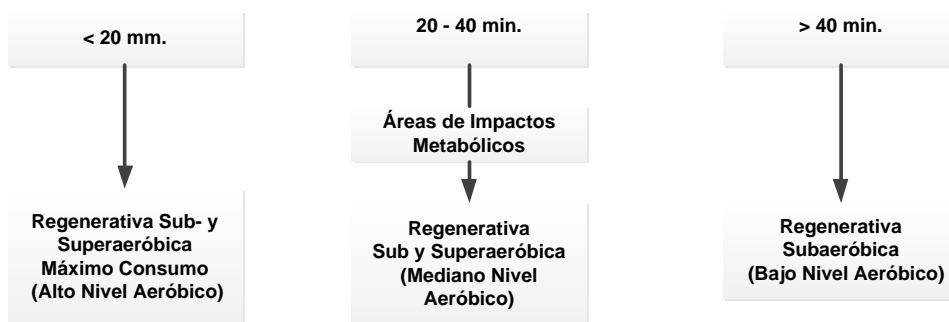 < 20 mm.
20 - 40 min.
> 40 min.
Áreas de Impactos
Metabólicos
Regenerativa Sub- y
Superaeróbica
Máximo Consumo
(Alto Nivel Aeróbico)
Regenerativa
Sub y Superaeróbica
(Mediano Nivel
Aeróbico)
Regenerativa
Subaeróbica
(Bajo Nivel Aeróbico)